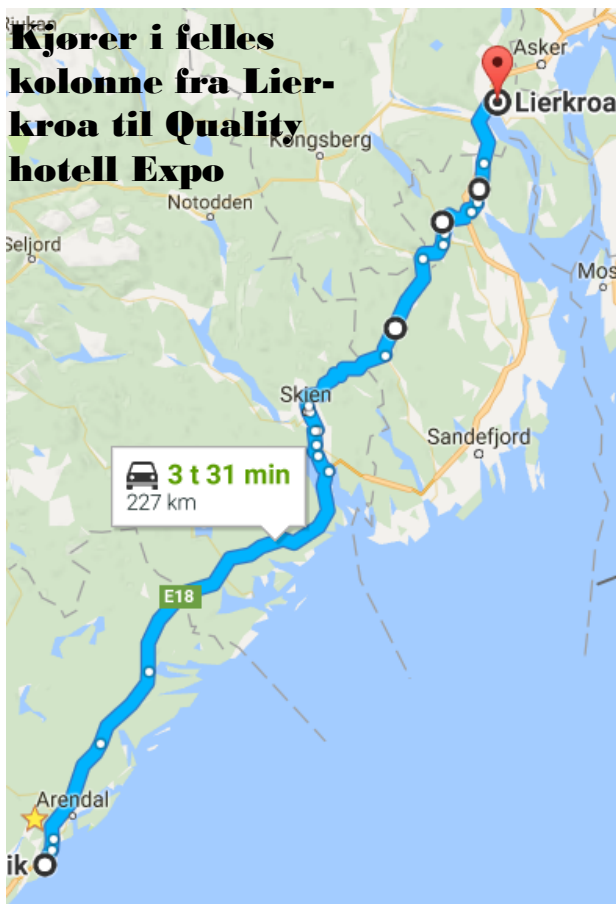 Kjører i felles
kolonne fra Lier-
kroa til Quality
hotell Expo
Asker
Lierkroa
Kongsberg
Notodden
Seljord
Mos
Skien
Sandefjord
3 t 31 min
227 km
E18
Arendal
ik